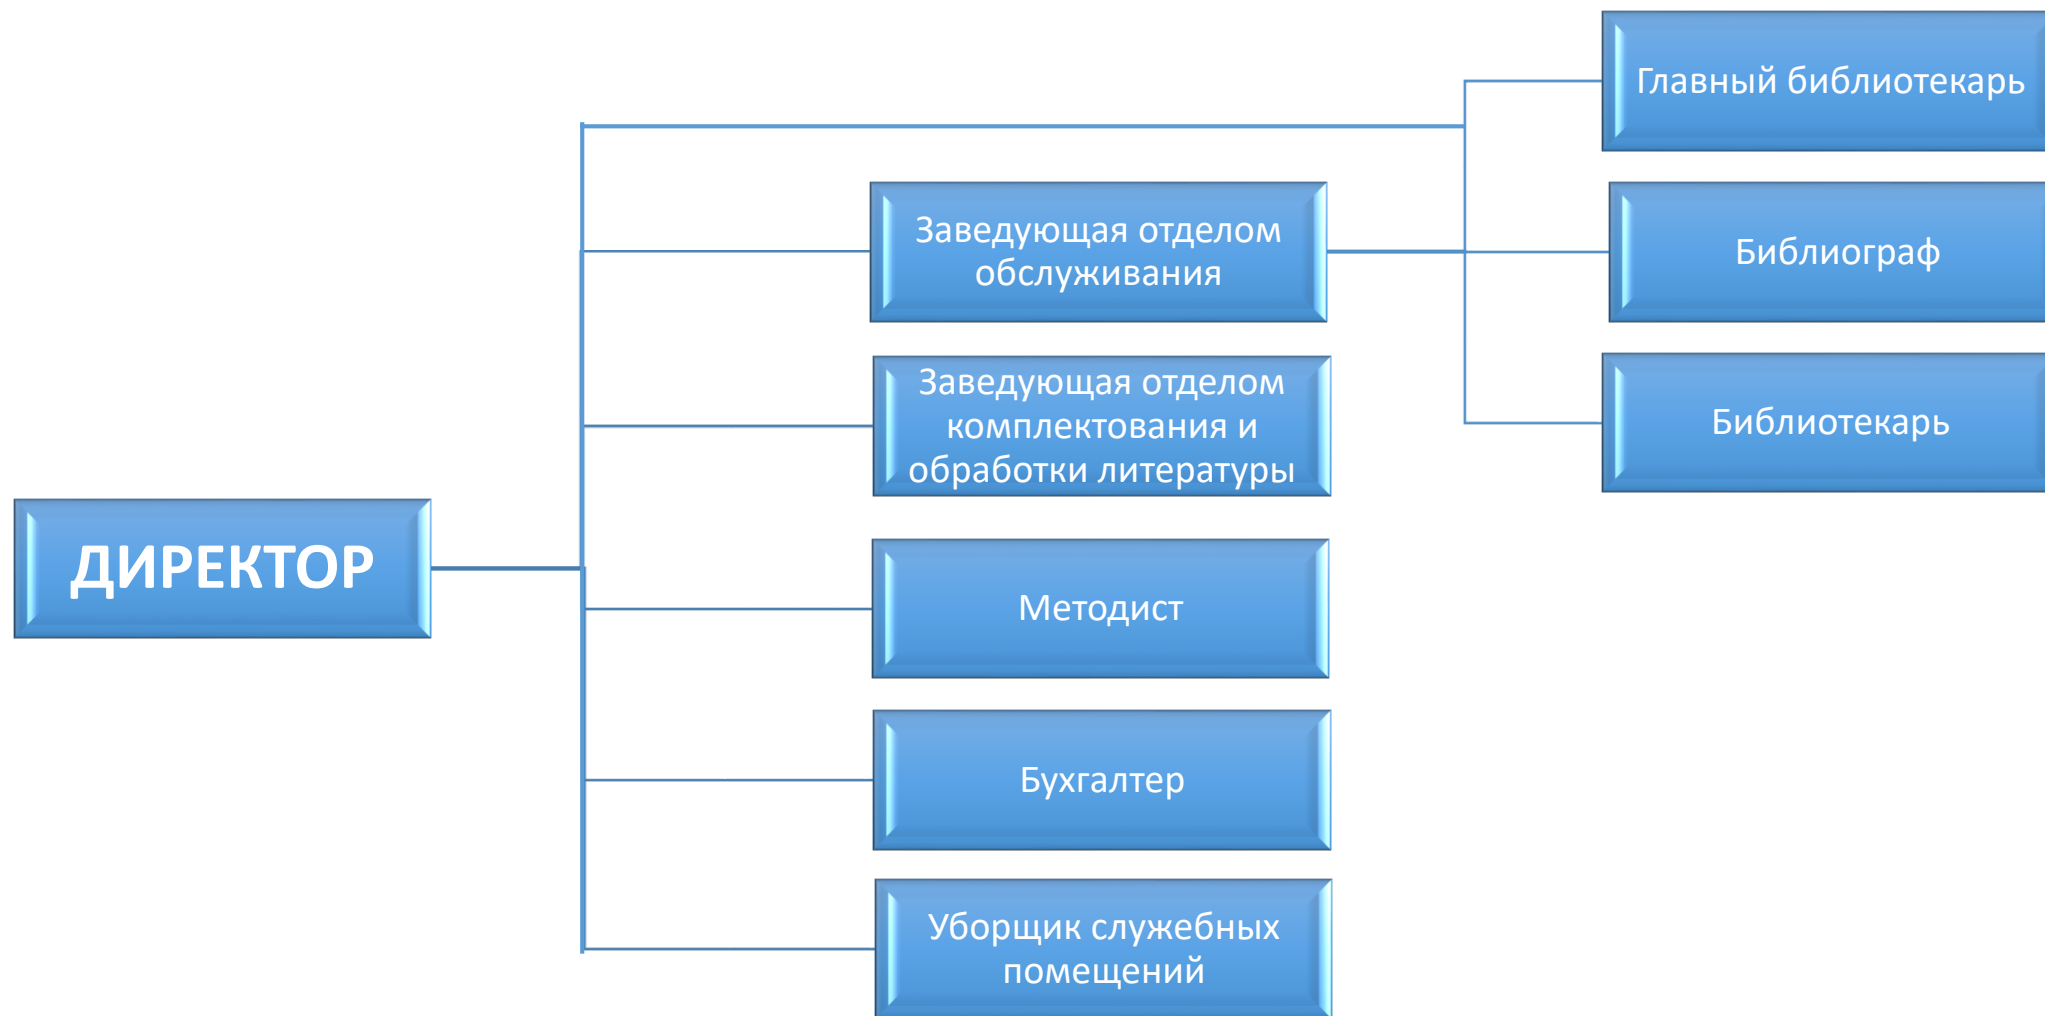 Главный библиотекарь
Заведующая отделом
обслуживания
Библиограф
Заведующая отделом
комплектования и
обработки литературы
Библиотекарь
ДИРЕКТОР
Методист
Бухгалтер
Уборщик служебных
помещений